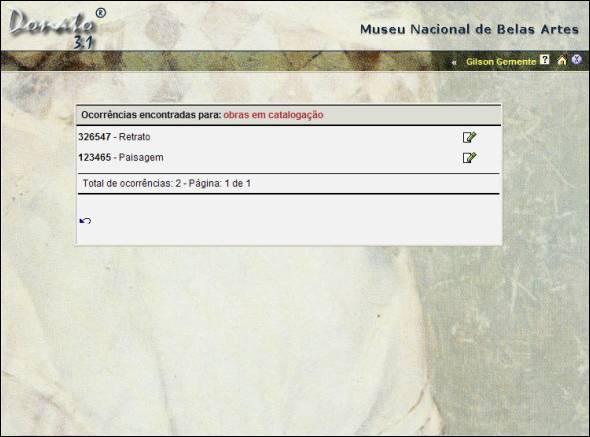 Donato ®
3.1
Museu Nacional de Belas Artes
« Gilson Gemente ? X
Ocorrências encontradas para: obras em catalogação
326547 - Retrato
123465 - Paisagem
Total de ocorrências: 2 - Página: 1 de 1